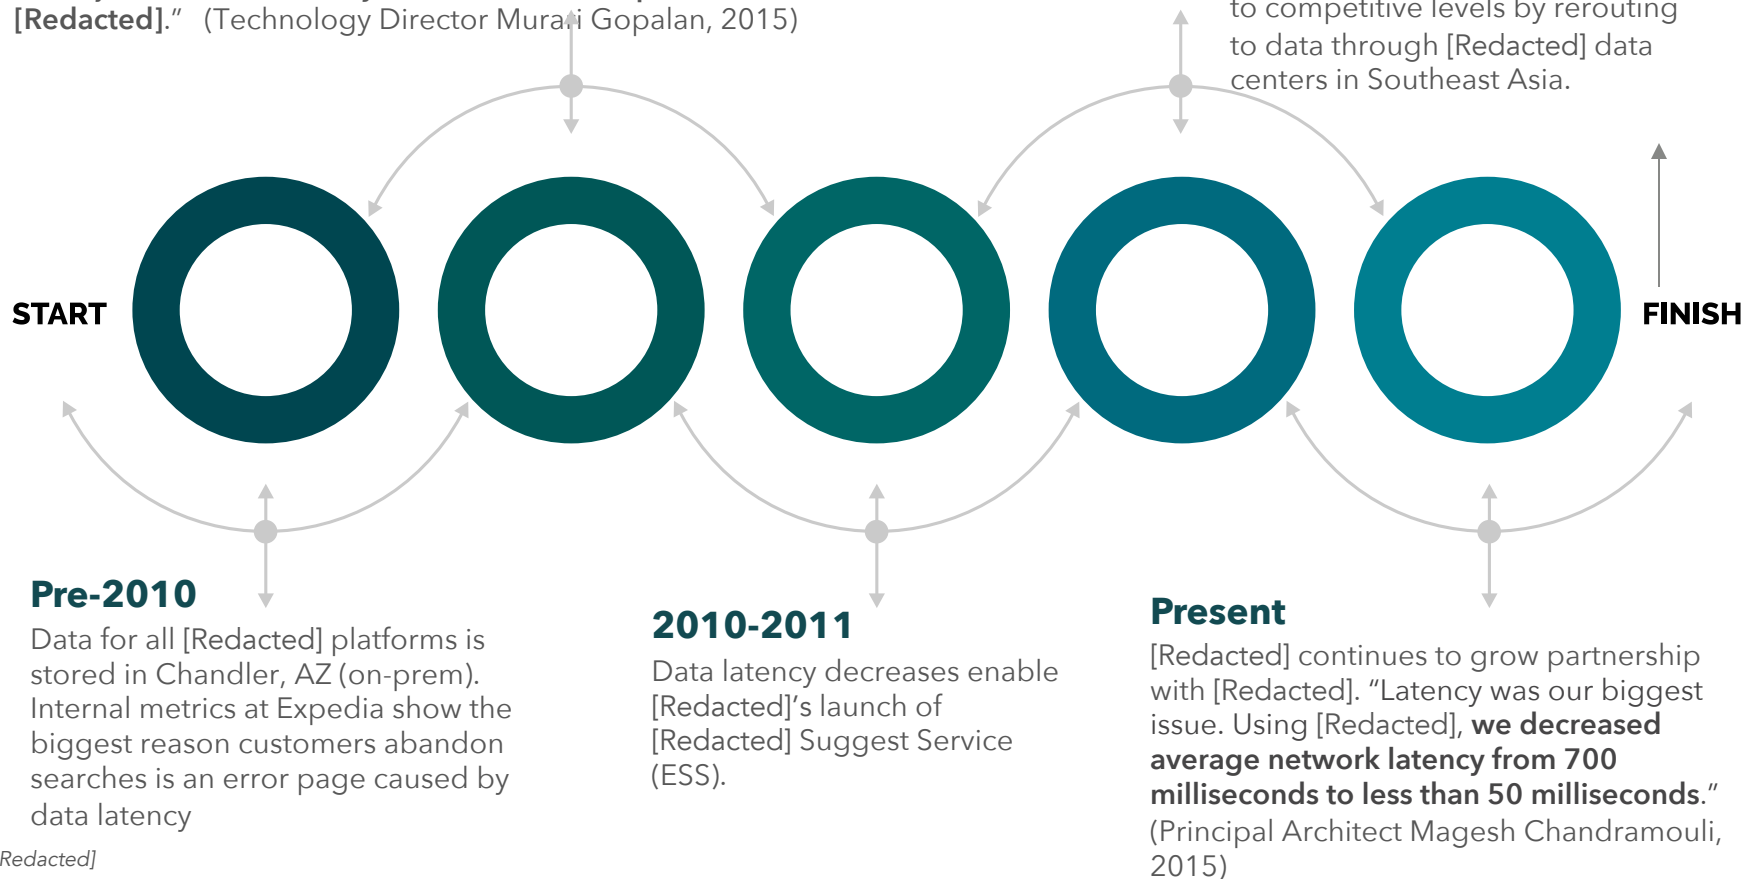 [Redacted].” (Technology Director Murari Gopalan, 2015)
to competitive levels by rerouting
to data through [Redacted] data
centers in Southeast Asia.
START
FINISH
Pre-2010
Data for all [Redacted] platforms is
stored in Chandler, AZ (on-prem).
Internal metrics at Expedia show the
biggest reason customers abandon
searches is an error page caused by
data latency
2010-2011
Data latency decreases enable
[Redacted]'s launch of
[Redacted] Suggest Service
(ESS).
Present
[Redacted] continues to grow partnership
with [Redacted]. “Latency was our biggest
issue. Using [Redacted], we decreased
average network latency from 700
milliseconds to less than 50 milliseconds.”
(Principal Architect Magesh Chandramouli,
2015)
Redacted]